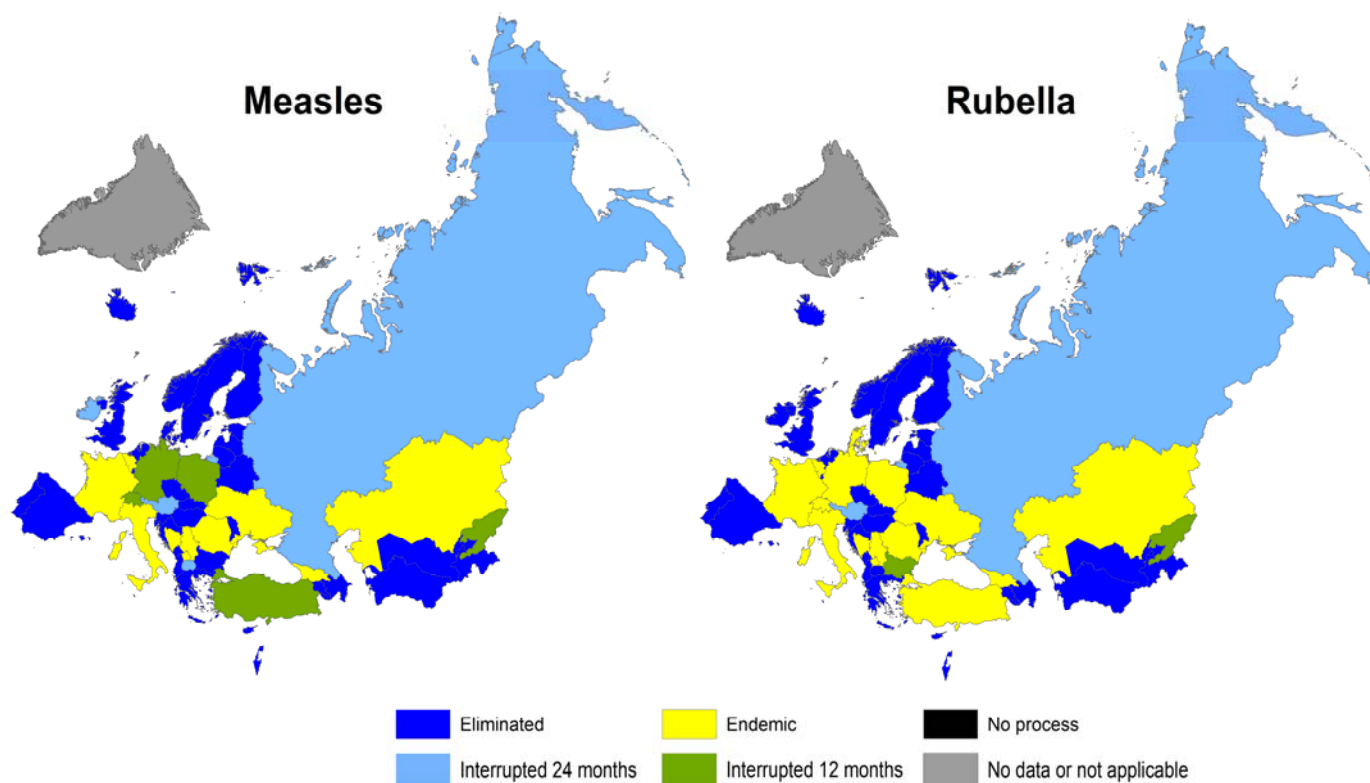 Measles
Rubella
Eliminated
Endemic
No process
Interrupted 24 months
Interrupted 12 months
No data or not applicable